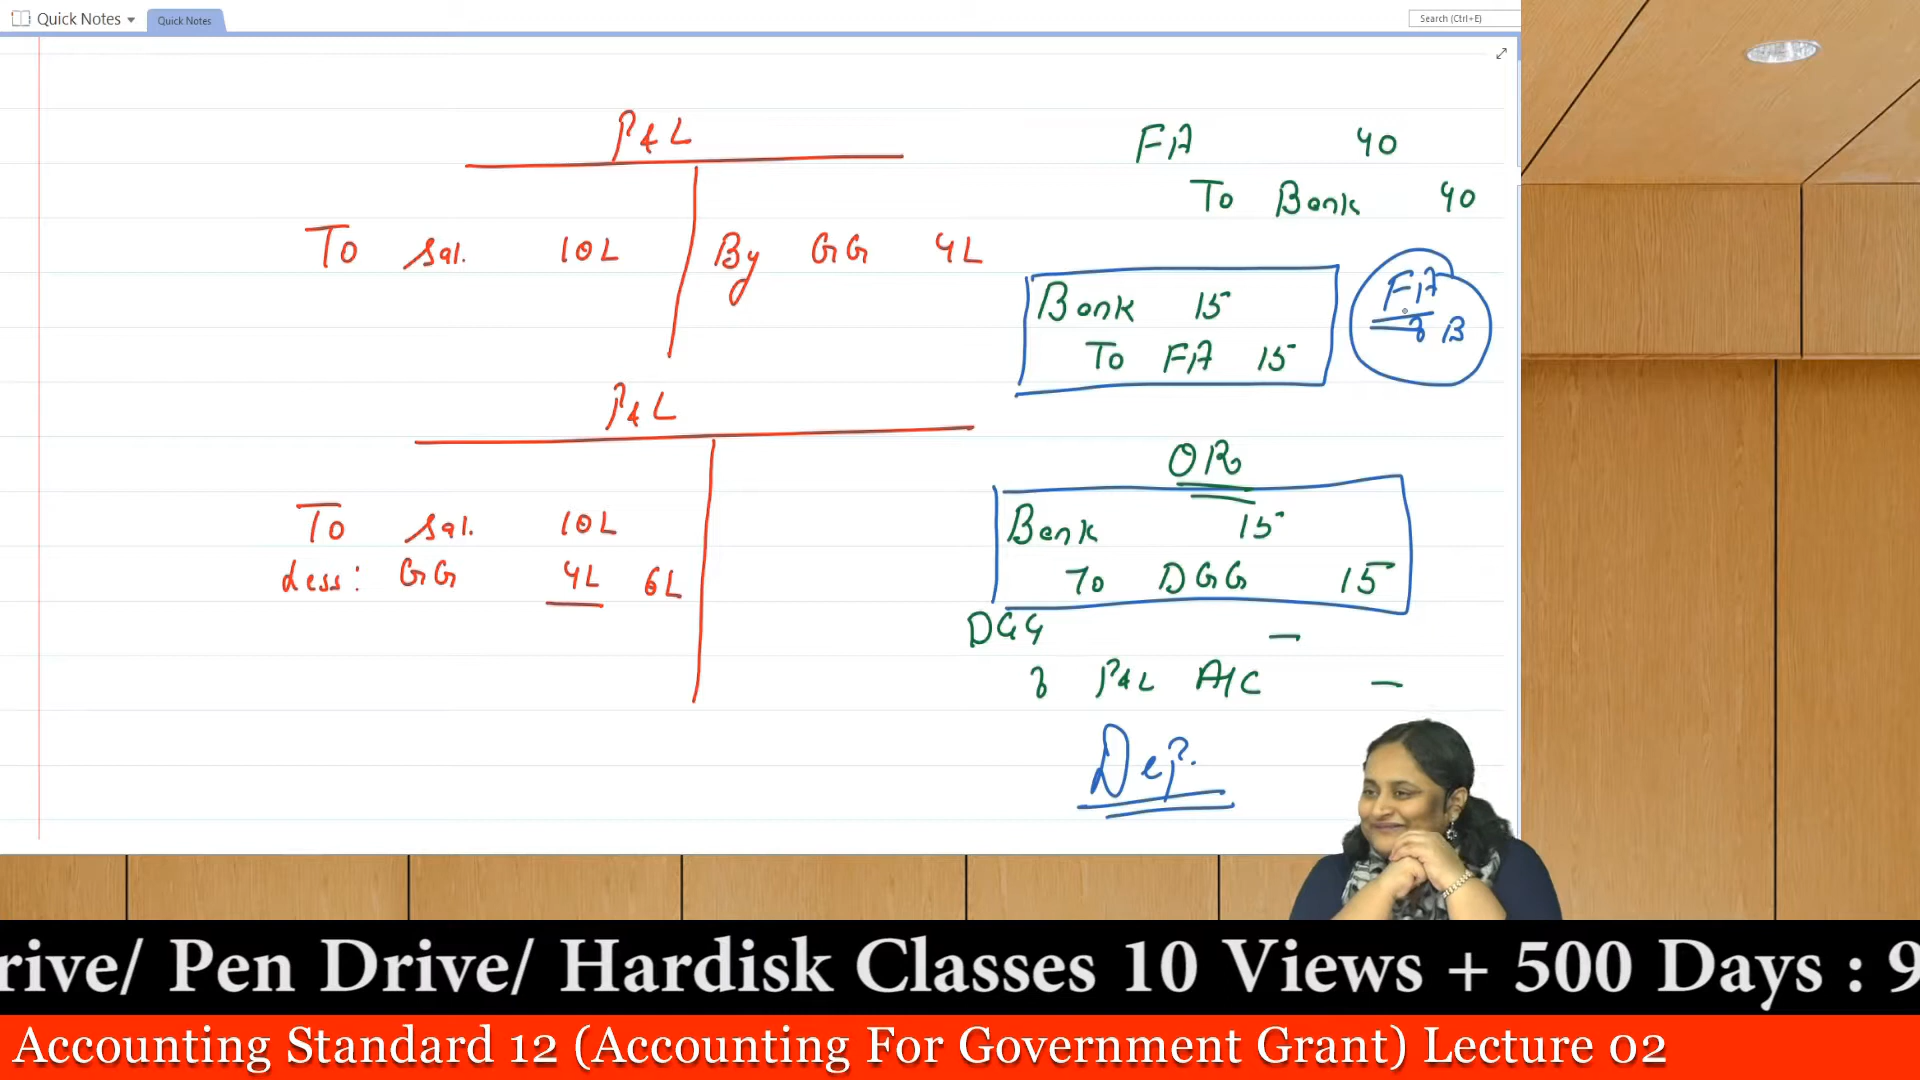 Quick Notes
Quick Notes
Search (Ctrl+E)
P&L
To Sal. 10L By GG 4L
P&L
To Sal. 10L
Less: GG 4L 6L
FA 40
To Bank 40
Bank 15
To FA 15
FA
B
OR
Bank 15
To DGG 15
DGG —
P&L A/C —
Dep.
rive/ Pen Drive/ Hardisk Classes 10 Views + 500 Days : 9
Accounting Standard 12 (Accounting For Government Grant) Lecture 02